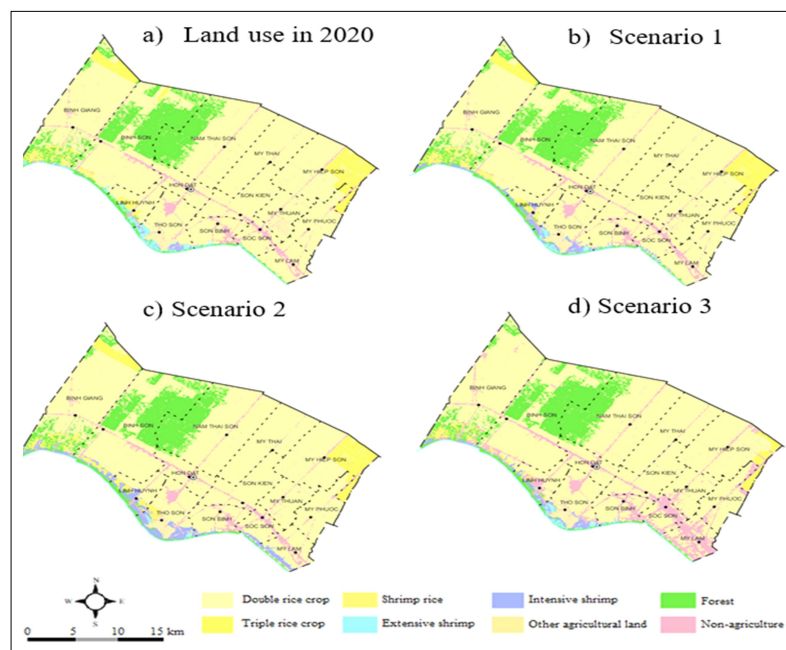 a) Land use in 2020
b) Scenario 1
BINH GIANG
BINH SON
NAM THAI SON
MY THAI
MY HIEP SON
HON DAT
SON KIEN
LINH HUYNH
MY THUAN
THO SON
MY PHUOC
SON BINH
SOC SON
MY LAM
BINH GIANG
BINH SON
NAM THAI SON
MY THAI
MY HIEP SON
HON DAT
SON KIEN
LINH HUYNH
MY THUAN
THO SON
MY PHUOC
SON BINH
SOC SON
MY LAM
c) Scenario 2
d) Scenario 3
BINH GIANG
BINH SON
NAM THAI SON
MY THAI
MY HIEP SON
HON DAT
SON KIEN
LINH HUYNH
MY THUAN
THO SON
MY PHUOC
SON BINH
SOC SON
MY LAM
BINH GIANG
BINH SON
NAM THAI SON
MY THAI
MY HIEP SON
HON DAT
SON KIEN
LINH HUYNH
MY THUAN
THO SON
MY PHUOC
SON BINH
SOC SON
MY LAM
N
W E
S
0 5 10 15 km
Double rice crop
Shrimp rice
Intensive shrimp
Forest
Triple rice crop
Extensive shrimp
Other agricultural land
Non-agriculture